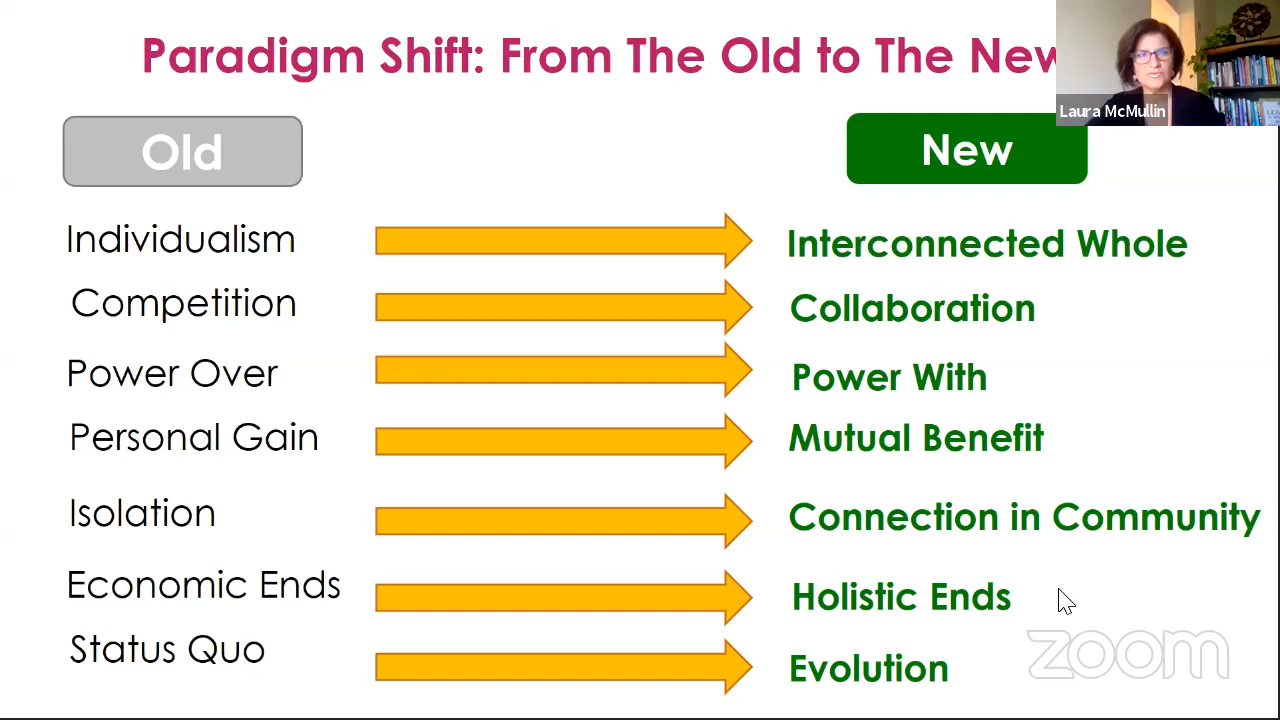 Paradigm Shift: From The Old to The New
Laura McMullin
Old
New
Individualism
Interconnected Whole
Competition
Collaboration
Power Over
Power With
Personal Gain
Mutual Benefit
Isolation
Connection in Community
Economic Ends
Holistic Ends
Status Quo
Evolution
zoom